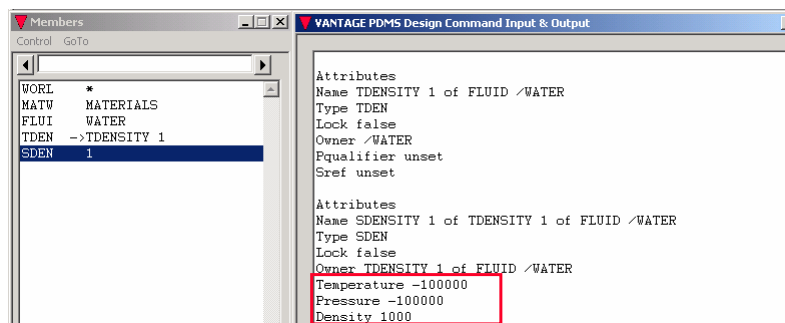 Members
Control GoTo
WORL *
MATW MATERIALS
FLUI WATER
TDEN ->TDENSITY 1
SDEN 1
VANTAGE PDMS Design Command Input & Output
Attributes
Name TDENSITY 1 of FLUID /WATER
Type TDEN
Lock false
Owner /WATER
Pqualifier unset
Sref unset
Attributes
Name SDENSITY 1 of TDENSITY 1 of FLUID /WATER
Type SDEN
Lock false
Owner TDENSITY 1 of FLUID /WATER
Temperature -100000
Pressure -100000
Density 1000